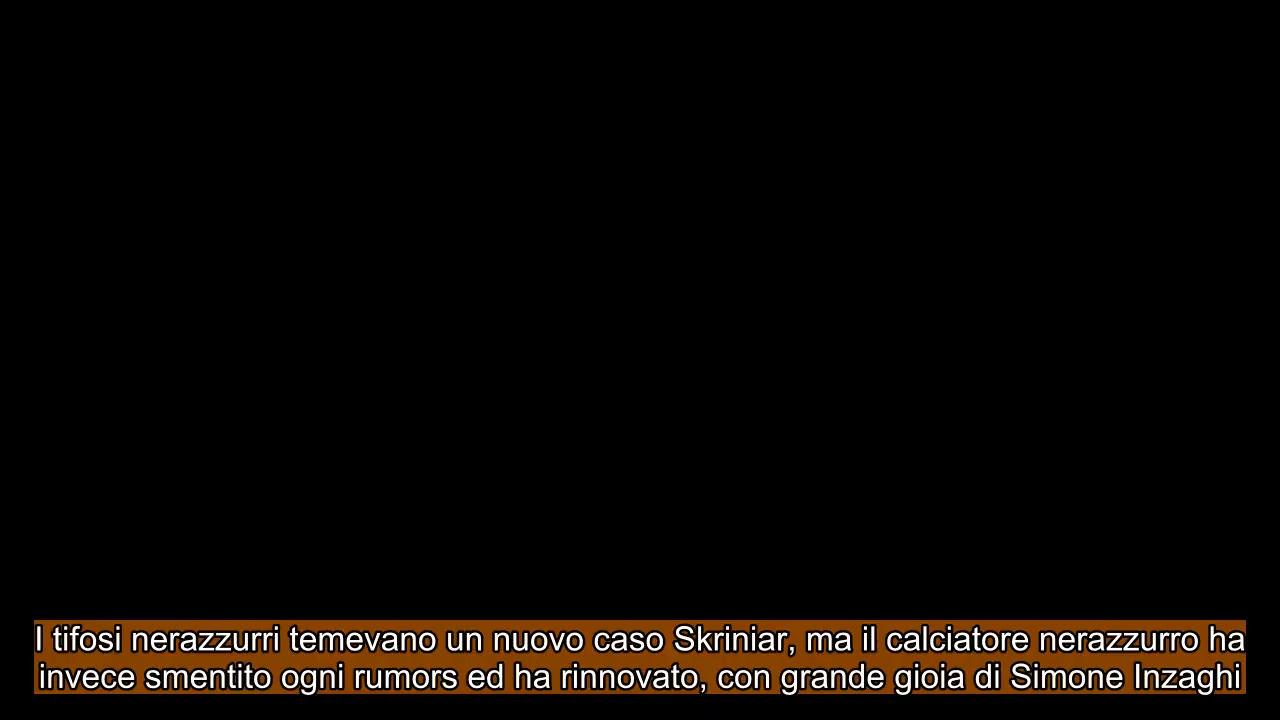 I tifosi nerazzurri temevano un nuovo caso Skriniar, ma il calciatore nerazzurro ha
invece smentito ogni rumors ed ha rinnovato, con grande gioia di Simone Inzaghi